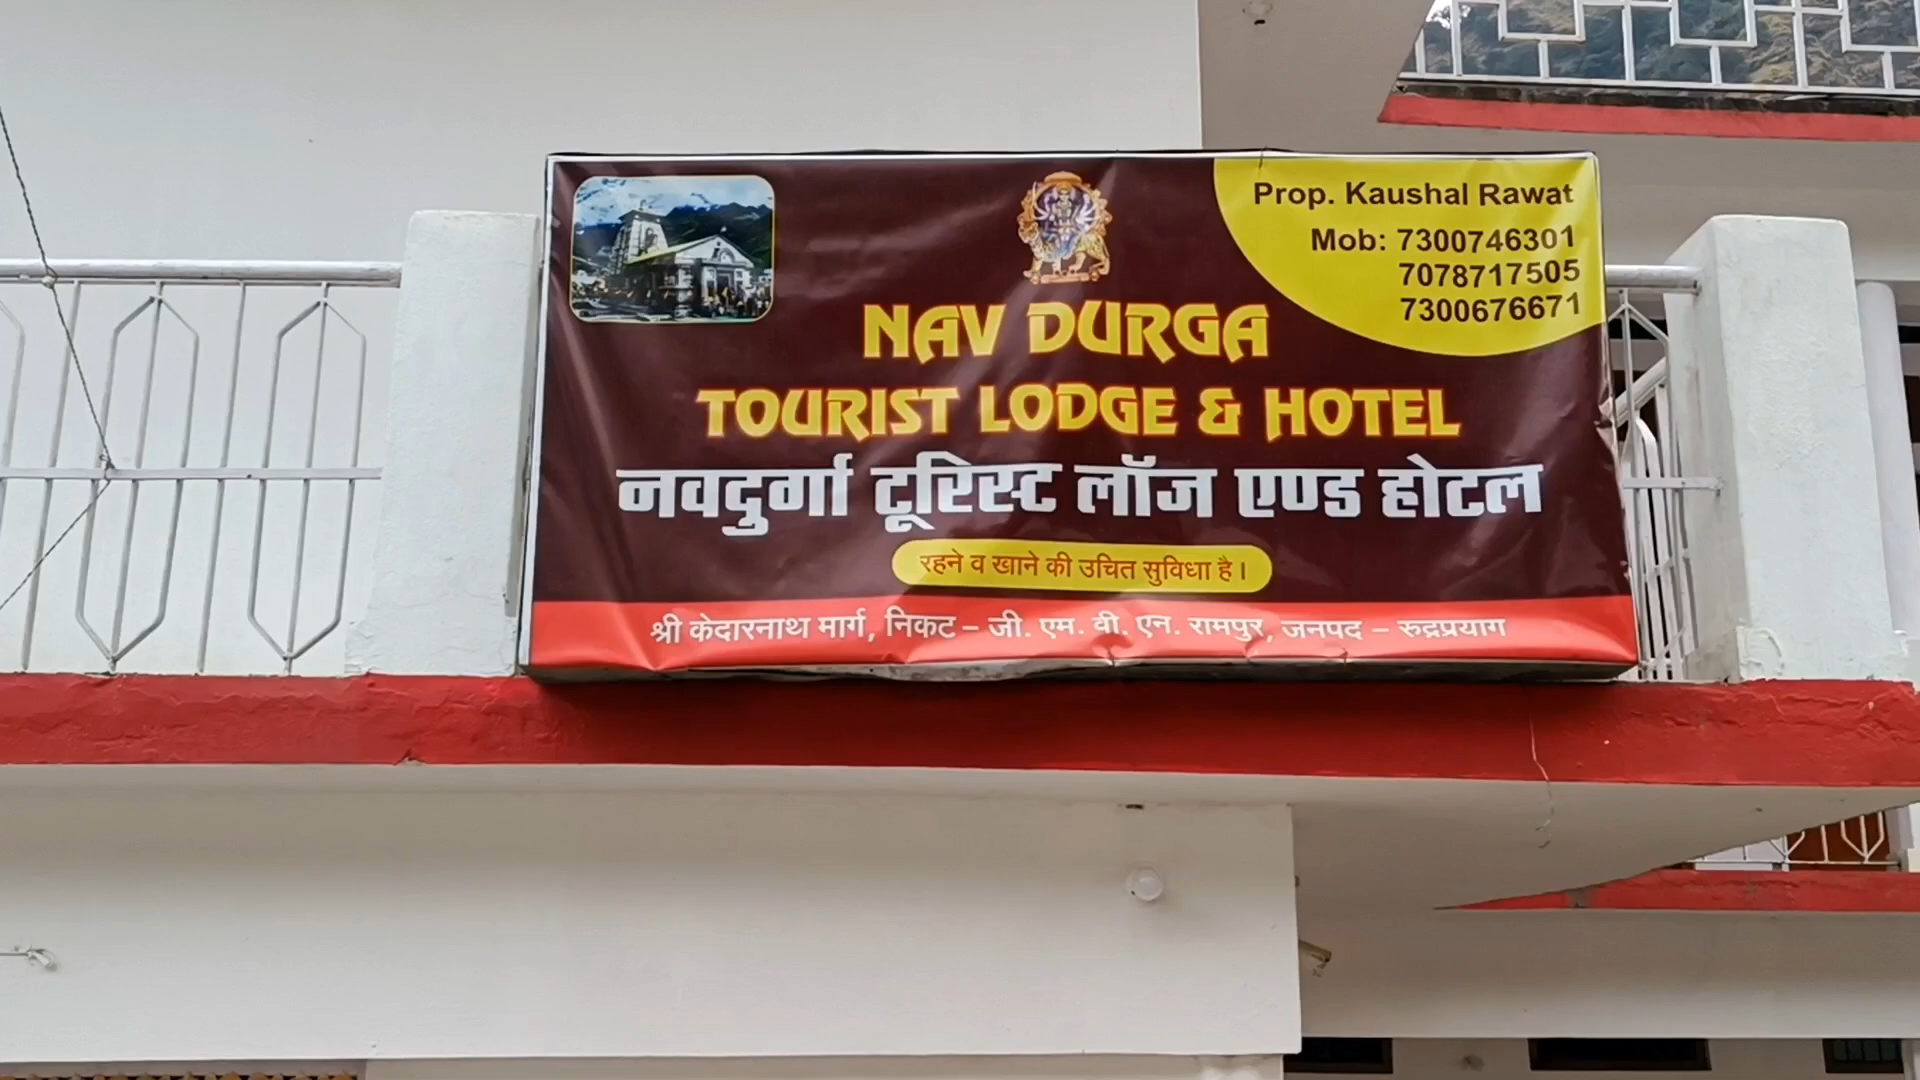 Prop. Kaushal Rawat
Mob: 7300746301
7078717505
7300676671
NAV DURGA
TOURIST LODGE & HOTEL
नवदुर्गा टूरिस्ट लॉज एण्ड होटल
रहने व खाने की उचित सुविधा है।
श्री केदारनाथ मार्ग, निकट – जी. एम. वी. एन. रामपुर, जनपद – रुद्रप्रयाग